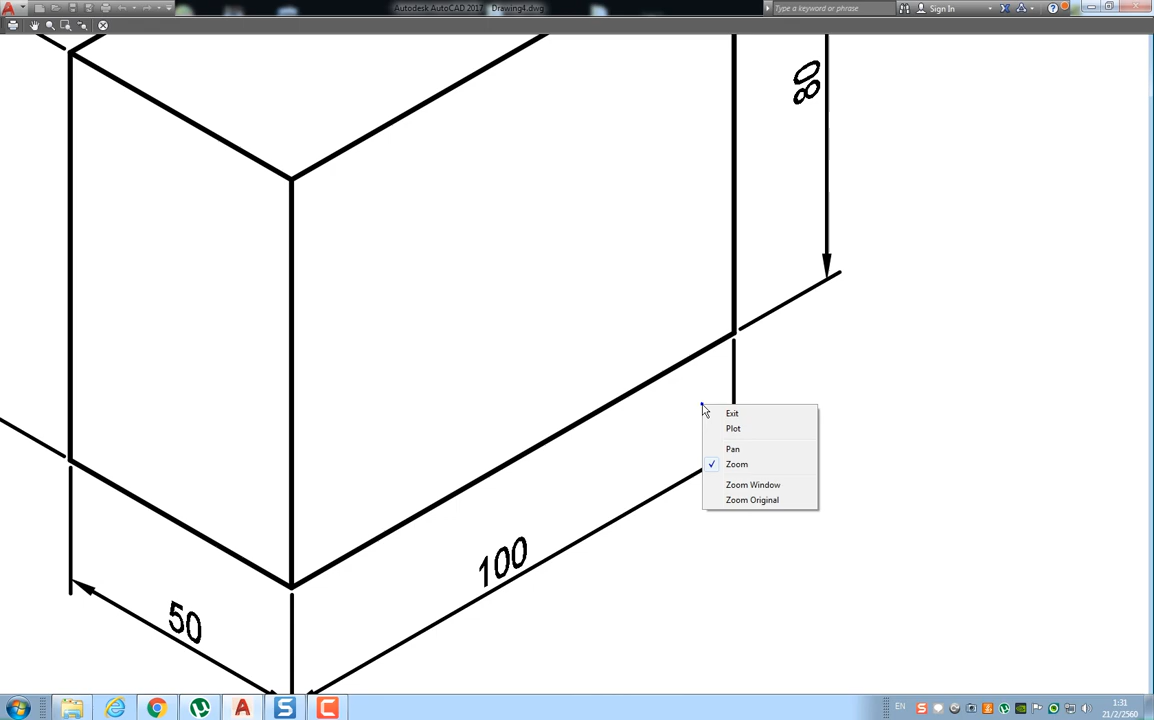 Autodesk AutoCAD 2017 Drawing4.dwg
Type a keyword or phrase
Sign In
80
Exit
Plot
Pan
Zoom
Zoom Window
Zoom Original
100
50
EN
1:31
21/2/2560